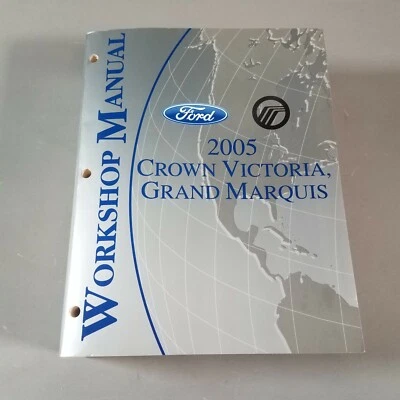 WORKSHOP MANUAL
Ford
2005
CROWN VICTORIA,
GRAND MARQUIS